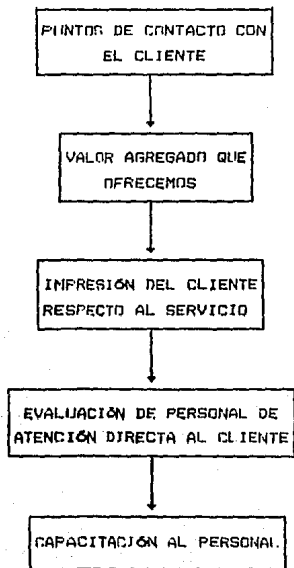 PUNTOS DE CONTACTO CON
EL CLIENTE
VALOR AGREGADO QUE
OFRECEMOS
IMPRESIÓN DEL CLIENTE
RESPECTO AL SERVICIO
EVALUACIÓN DE PERSONAL DE
ATENCIÓN DIRECTA AL CLIENTE
CAPACITACIÓN AL PERSONAL